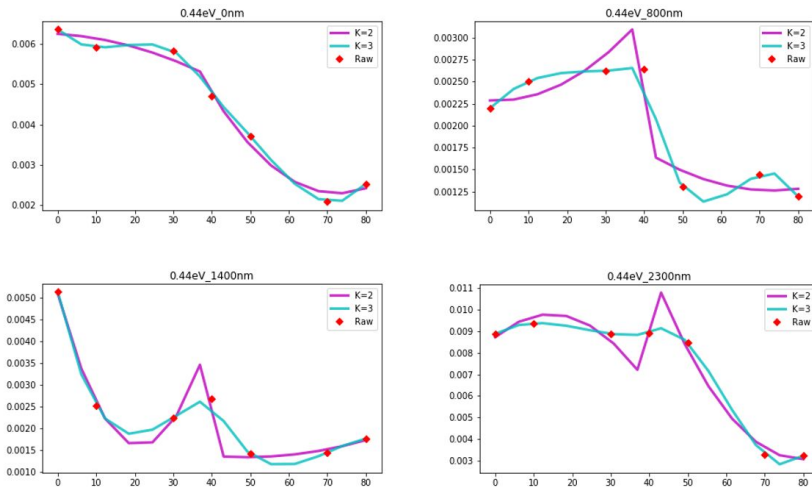 0.44eV_0nm
K=2
K=3
Raw
0.006
0.005
0.004
0.003
0.002
0 10 20 30 40 50 60 70 80
0.44eV_800nm
K=2
K=3
Raw
0.00300
0.00275
0.00250
0.00225
0.00200
0.00175
0.00150
0.00125
0 10 20 30 40 50 60 70 80
0.44eV_1400nm
K=2
K=3
Raw
0.0050
0.0045
0.0040
0.0035
0.0030
0.0025
0.0020
0.0015
0.0010
0 10 20 30 40 50 60 70 80
0.44eV_2300nm
K=2
K=3
Raw
0.011
0.010
0.009
0.008
0.007
0.006
0.005
0.004
0.003
0 10 20 30 40 50 60 70 80